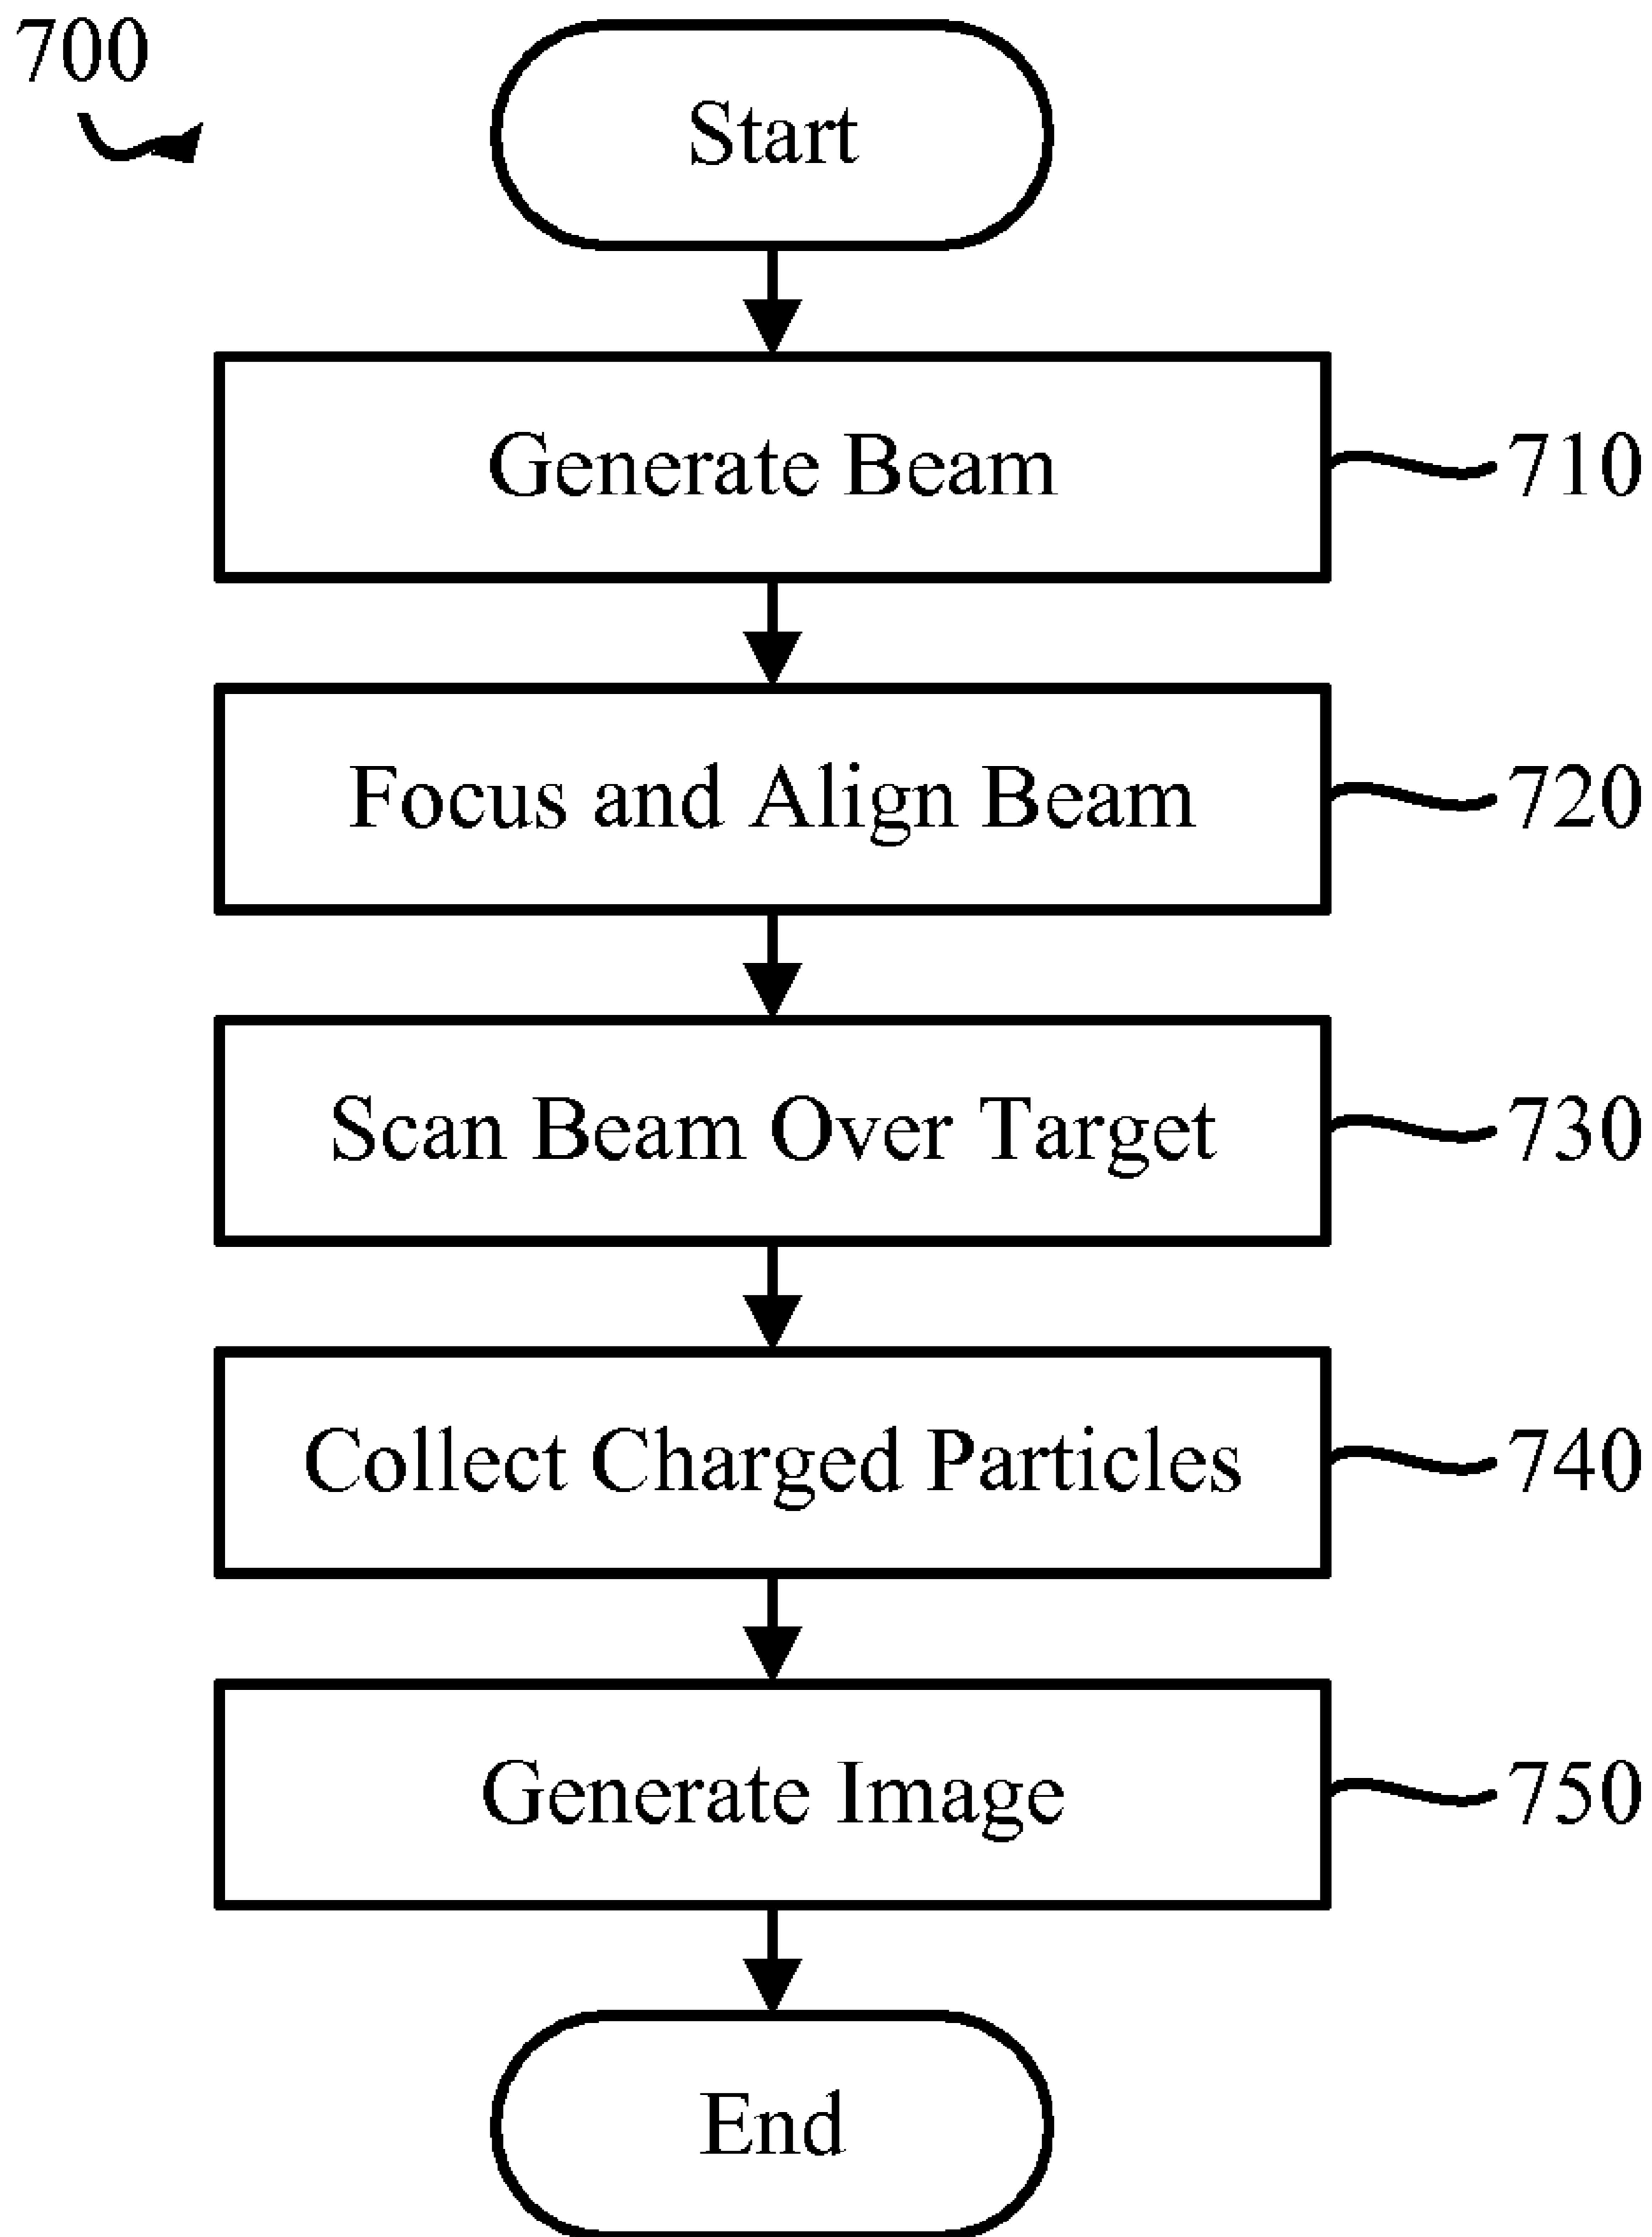 700
Start
Generate Beam
710
Focus and Align Beam
720
Scan Beam Over Target
730
Collect Charged Particles
740
Generate Image
750
End